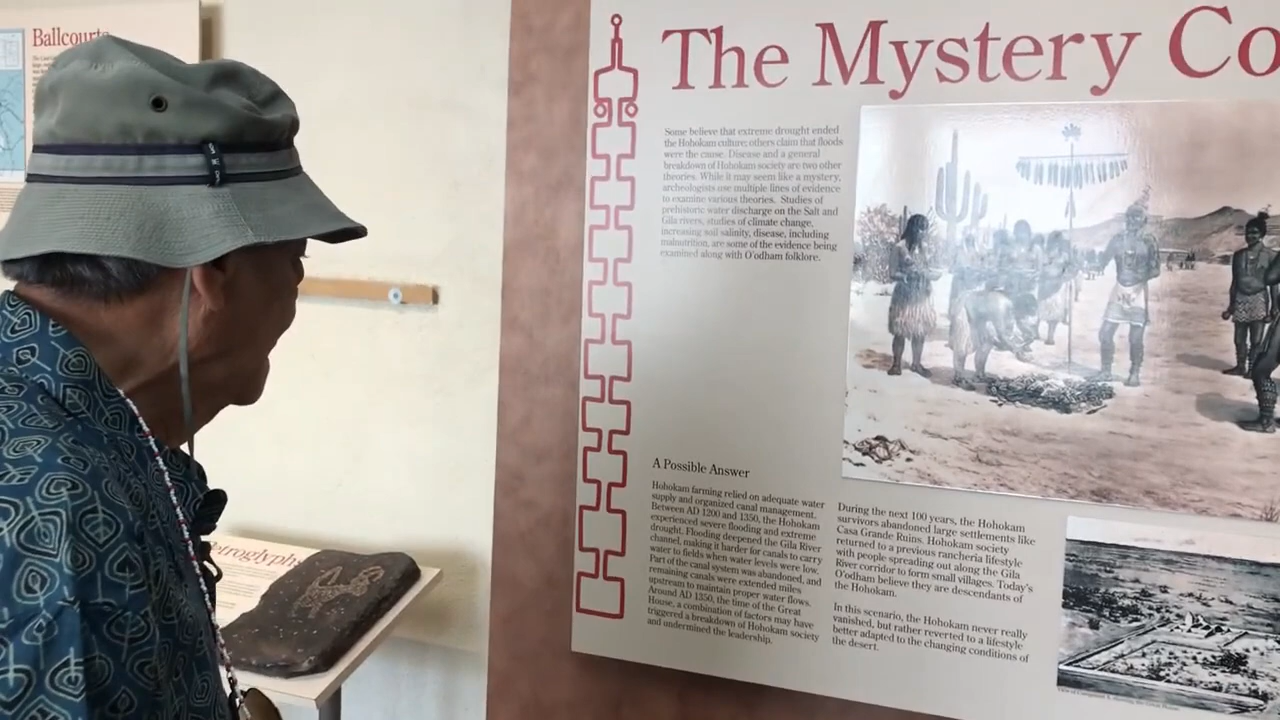 Ballcourts
The Mystery Co
Some believe that extreme drought ended
the Hohokam culture; others claim that floods
were the cause. Disease and a general
breakdown of Hohokam society are two other
theories. While it may seem like a mystery,
archeologists use multiple lines of evidence
to examine various theories. Studies of
prehistoric water discharge on the Salt and
Gila rivers, studies of climate change,
increasing soil salinity, disease, including
malnutrition, are some of the evidence being
examined along with O'odham folklore.
A Possible Answer
Hohokam farming relied on adequate water
supply and organized canal management.
Between AD 1200 and 1350, the Hohokam
experienced severe flooding and extreme
drought. Flooding deepened the Gila River
channel, making it harder for canals to carry
water to fields when water levels were low.
Part of the canal system was abandoned, and
remaining canals were extended miles
upstream to maintain proper water flows.
Around AD 1350, the time of the Great
House, a combination of factors may have
triggered a breakdown of Hohokam society
and undermined the leadership.
During the next 100 years, the Hohokam
survivors abandoned large settlements like
Casa Grande Ruins. Hohokam society
returned to a previous rancheria lifestyle
with people spreading out along the Gila
River corridor to form small villages. Today's
O'odham believe they are descendants of
the Hohokam.
In this scenario, the Hohokam never really
vanished, but rather reverted to a lifestyle
better adapted to the changing conditions of
the desert.
etroglyphs